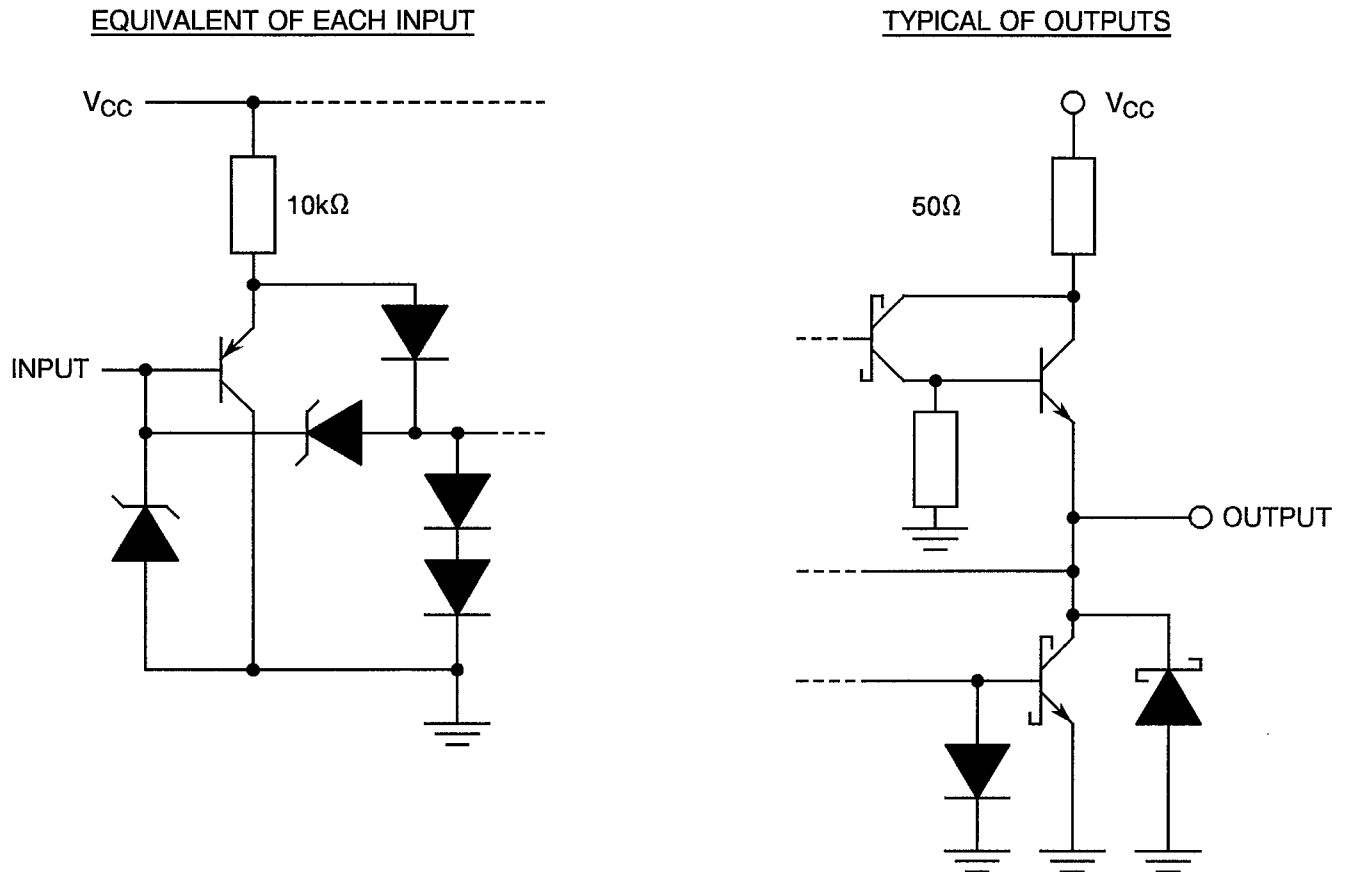 EQUIVALENT OF EACH INPUT
VCC
10kΩ
INPUT
TYPICAL OF OUTPUTS
VCC
50Ω
OUTPUT